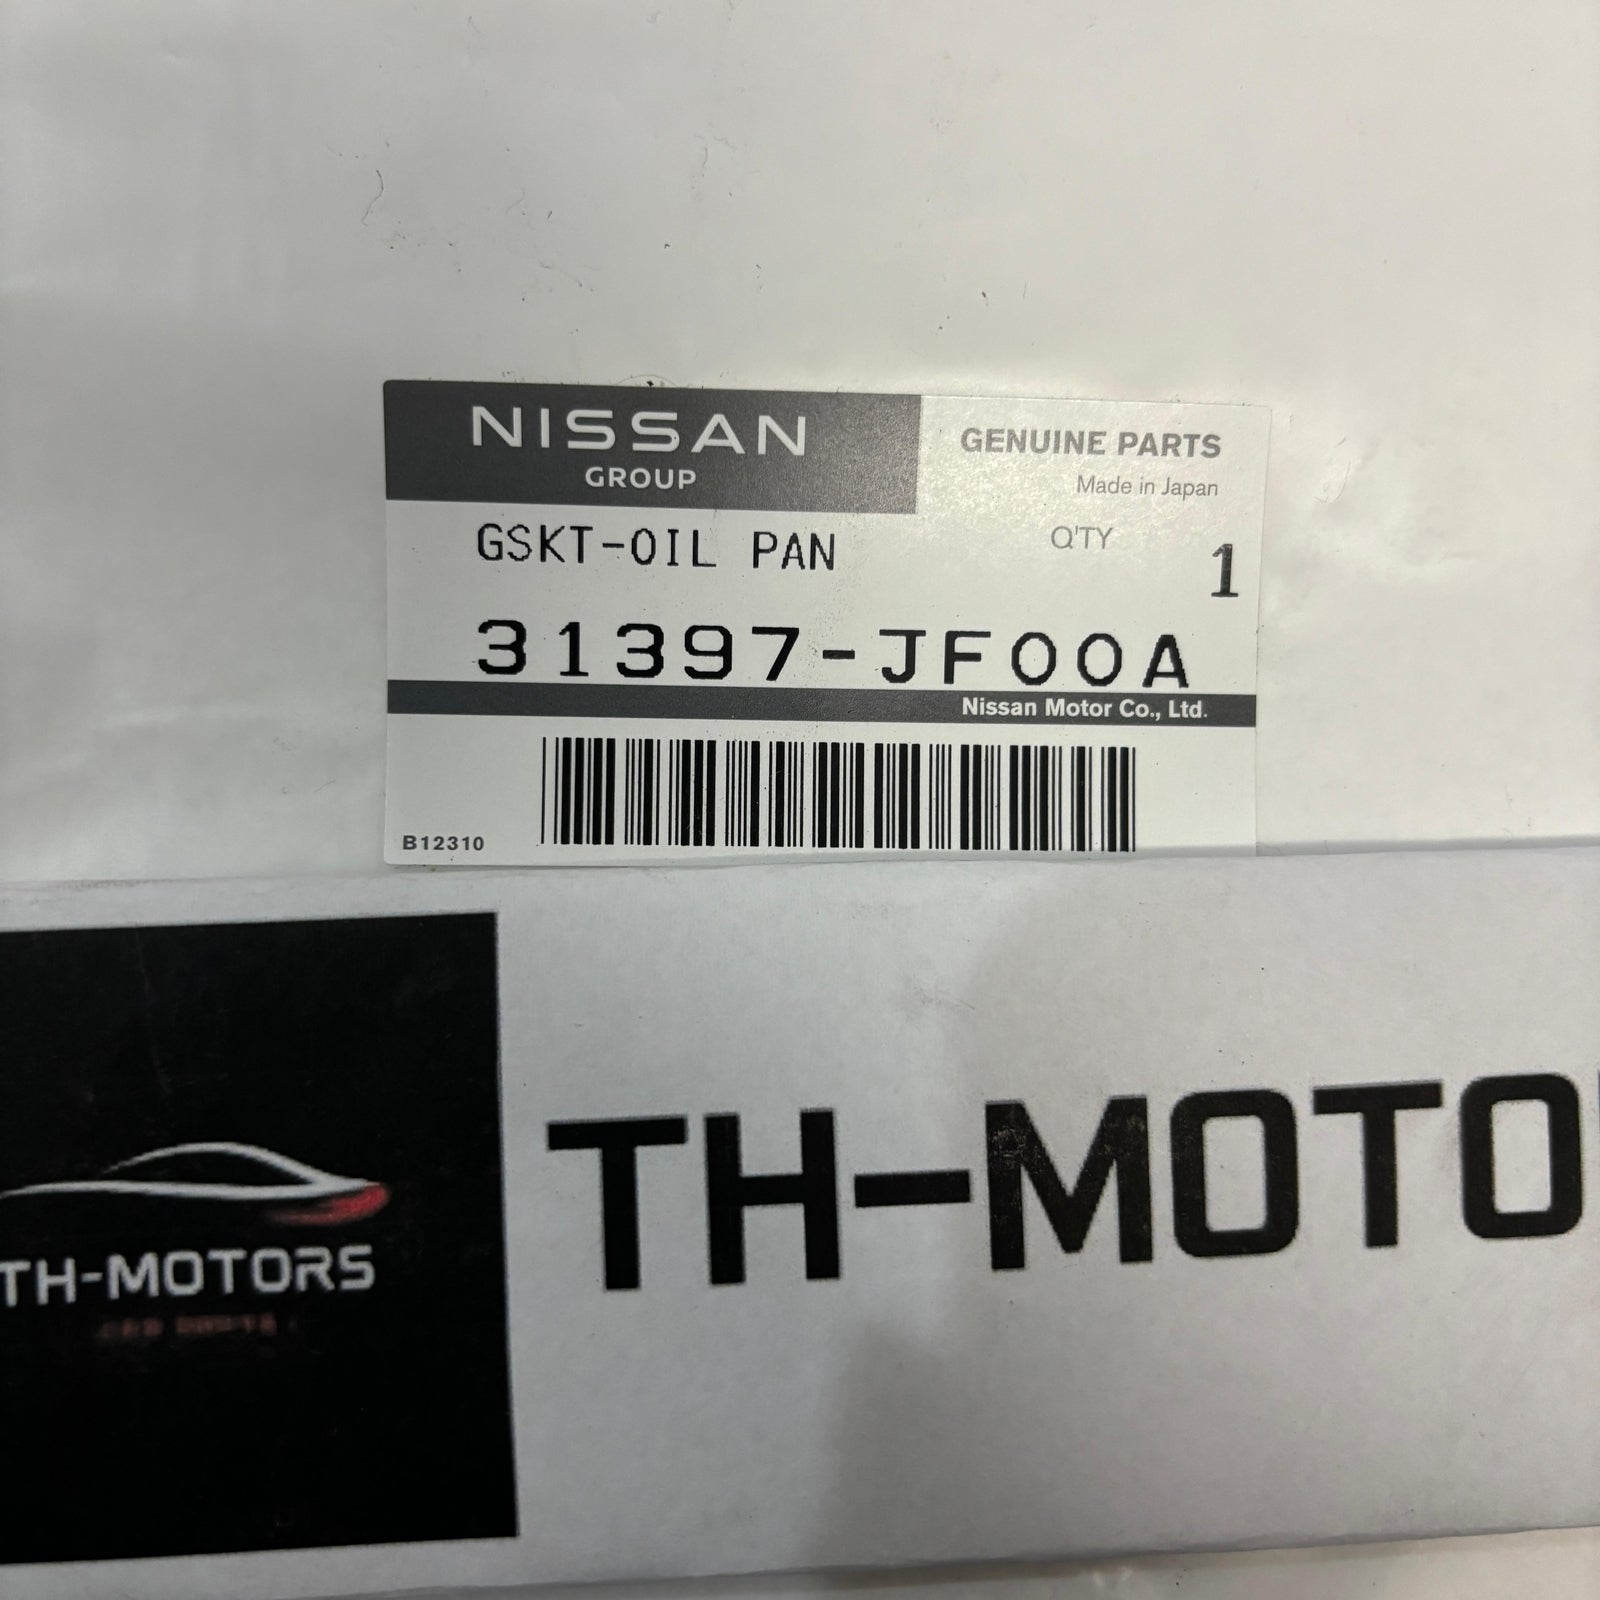 NISSAN
GROUP
GENUINE PARTS
Made in Japan
GSKT-OIL PAN
Q'TY
1
31397-JF00A
Nissan Motor Co., Ltd.
B12310
TH-MOTORS
TH-MOTO